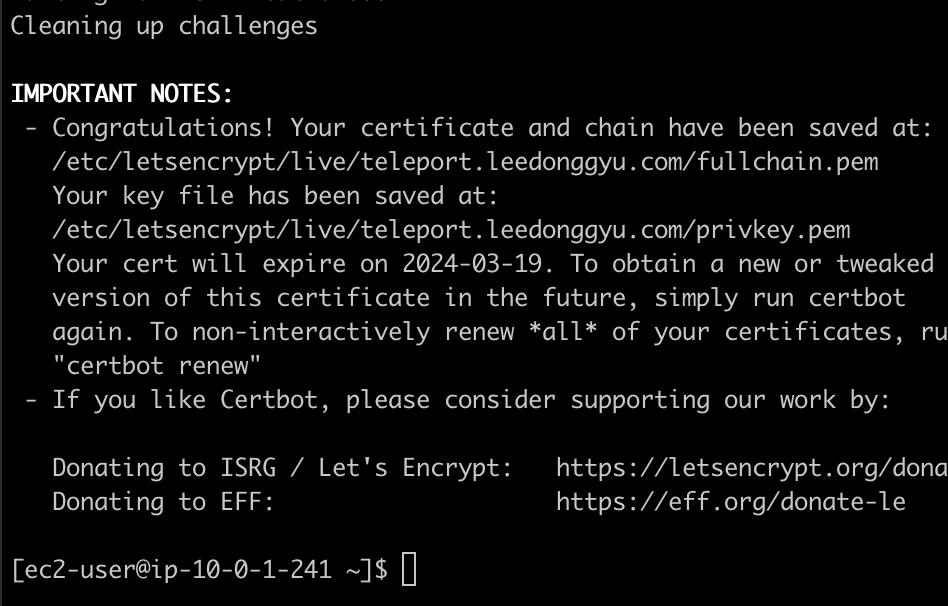 Cleaning up challenges
IMPORTANT NOTES:
- Congratulations! Your certificate and chain have been saved at:
/etc/letsencrypt/live/teleport.leedonggyu.com/fullchain.pem
Your key file has been saved at:
/etc/letsencrypt/live/teleport.leedonggyu.com/privkey.pem
Your cert will expire on 2024-03-19. To obtain a new or tweaked
version of this certificate in the future, simply run certbot
again. To non-interactively renew *all* of your certificates, ru
"certbot renew"
- If you like Certbot, please consider supporting our work by:
Donating to ISRG / Let's Encrypt:   https://letsencrypt.org/dona
Donating to EFF:                    https://eff.org/donate-le
[ec2-user@ip-10-0-1-241 ~]$